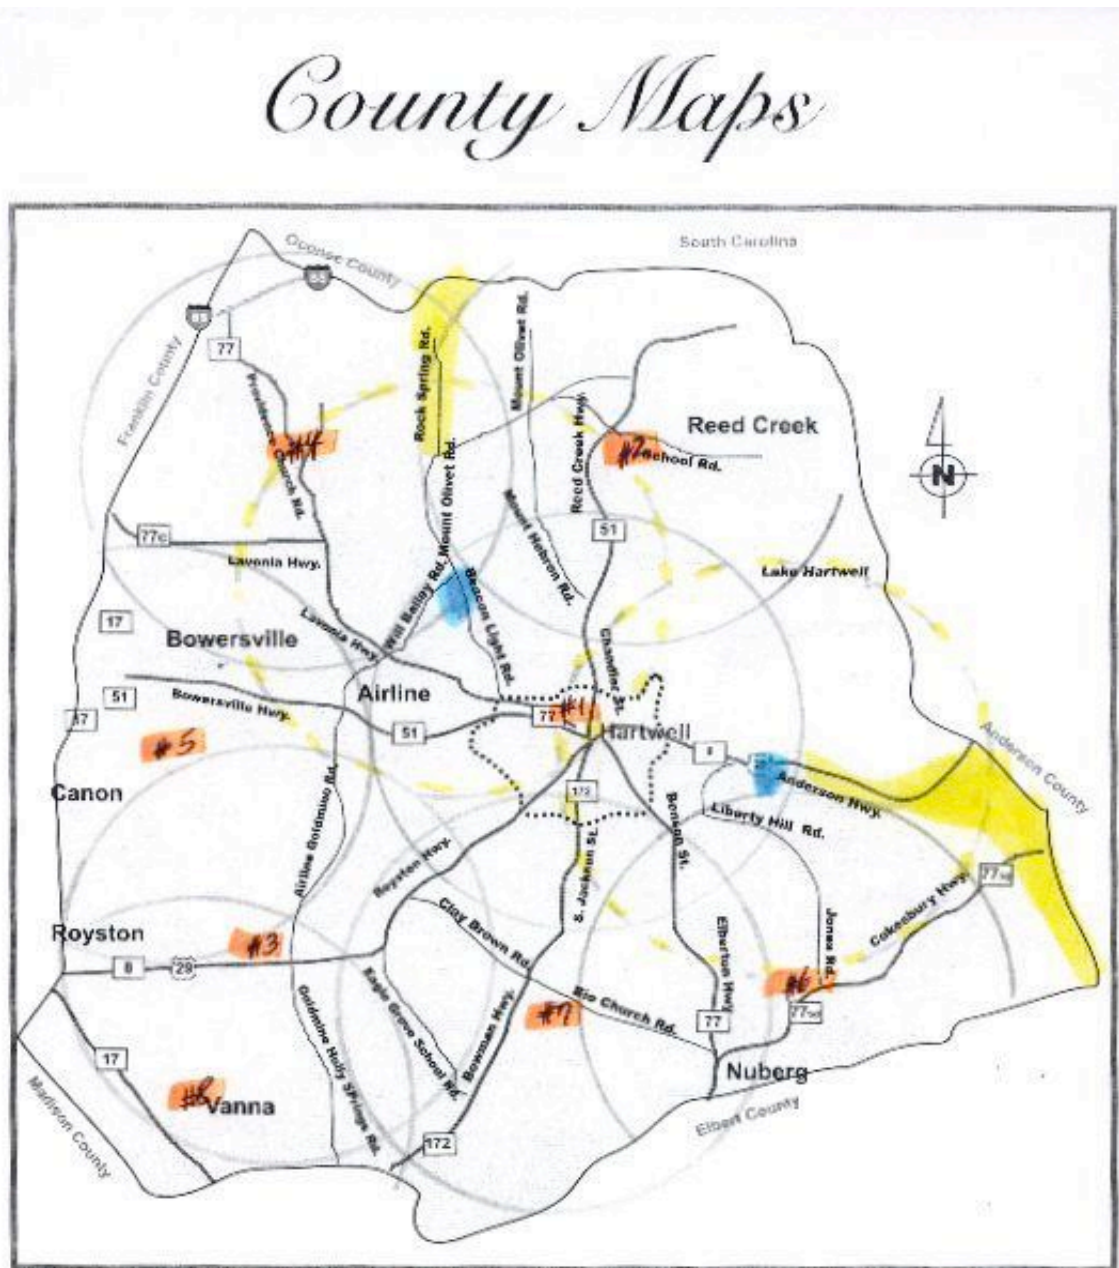 County Maps
South Carolina
Oconee County
85
85
77
Franklin County
Providence Church Rd.
Rock Spring Rd.
Mount Olivet Rd.
Reed Creek Hwy.
Reed Creek
#4
#2
School Rd.
N
Mount Olivet Rd.
Mount Hebron Rd.
51
77
Lavonia Hwy.
Lake Hartwell
Will Bailey Rd.
Beacon Light Rd.
17
Bowersville
Lavonia Hwy.
Chandler St.
Airline
51
Bowersville Hwy.
17
77
#1
Hartwell
51
8
#5
Anderson County
Canon
172
Anderson Hwy.
Airline Goldmine Rd.
Benson St.
Liberty Hill Rd.
Royston Hwy.
S. Jackson St.
77
Clay Brown Rd.
Cokesbury Hwy.
Royston
#3
Elberton Hwy
Jones Rd.
8
29
#6
Eagle Grove School Rd.
Bowman Hwy.
#7
Rio Church Rd.
77
77
Goldmine Holly SPrings Rd.
17
Nuberg
#8
Vanna
Madison County
Elbert County
172